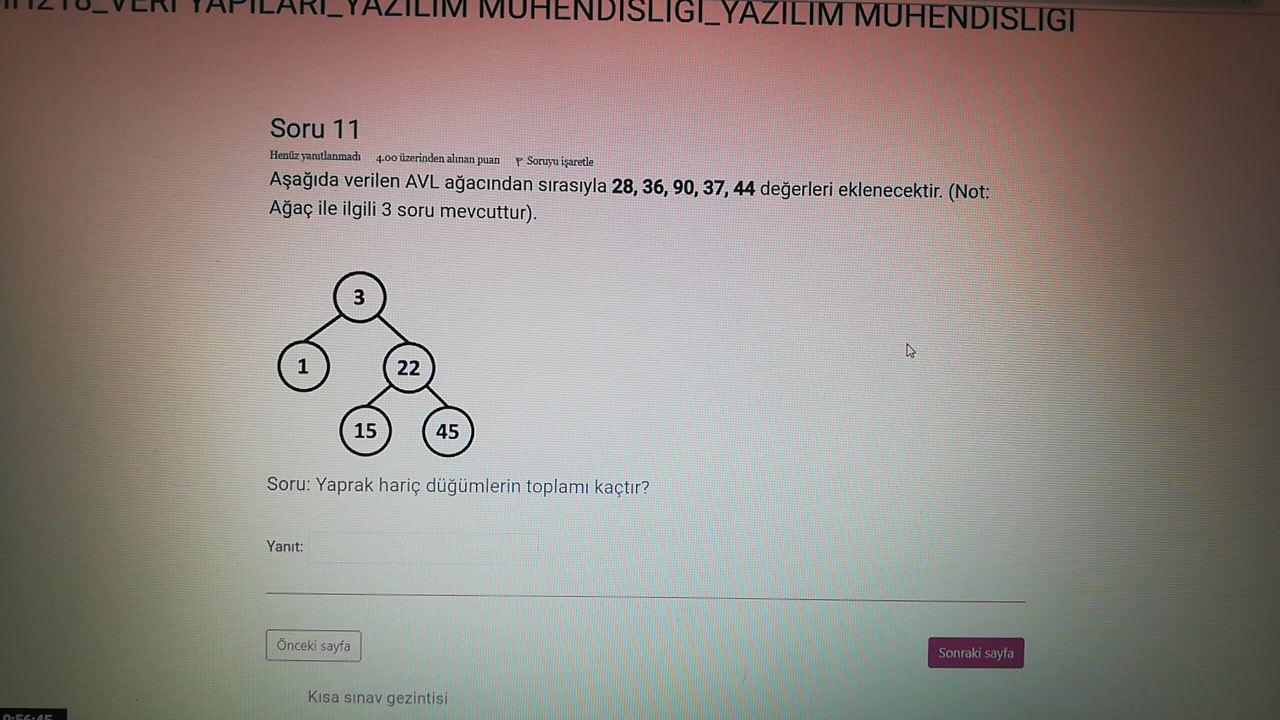 VERİ YAPILARI_YAZILIM MÜHENDİSLİĞİ_YAZILIM MÜHENDİSLİĞİ
Soru 11
Henüz yanıtlanmadı 4.00 üzerinden alınan puan Soruyu işaretle
Aşağıda verilen AVL ağacından sırasıyla 28, 36, 90, 37, 44 değerleri eklenecektir. (Not:
Ağaç ile ilgili 3 soru mevcuttur).
3
1 22
15 45
Soru: Yaprak hariç düğümlerin toplamı kaçtır?
Yanıt:
Önceki sayfa
Sonraki sayfa
Kısa sınav gezintisi